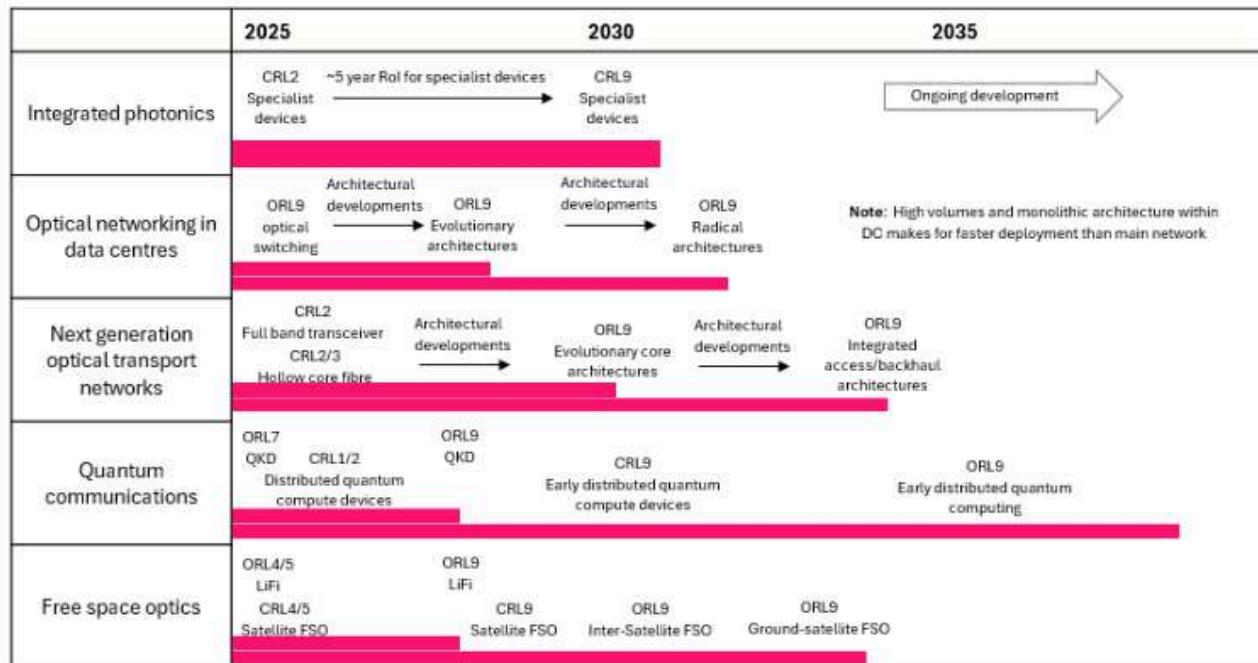 2025
2030
2035
Integrated photonics
CRL2
Specialist
devices
~5 year RoI for specialist devices
CRL9
Specialist
devices
Ongoing development
Optical networking in
data centres
ORL9
optical
switching
Architectural
developments
ORL9
Evolutionary
architectures
Architectural
developments
ORL9
Radical
architectures
Note: High volumes and monolithic architecture within
DC makes for faster deployment than main network
Next generation
optical transport
networks
CRL2
Full band transceiver
CRL2/3
Hollow core fibre
Architectural
developments
ORL9
Evolutionary core
architectures
Architectural
developments
ORL9
Integrated
access/backhaul
architectures
Quantum
communications
ORL7
QKD
CRL1/2
Distributed quantum
compute devices
ORL9
QKD
CRL9
Early distributed quantum
compute devices
ORL9
Early distributed quantum
computing
Free space optics
ORL4/5
LiFi
CRL4/5
Satellite FSO
ORL9
LiFi
CRL9
Satellite FSO
ORL9
Inter-Satellite FSO
ORL9
Ground-satellite FSO